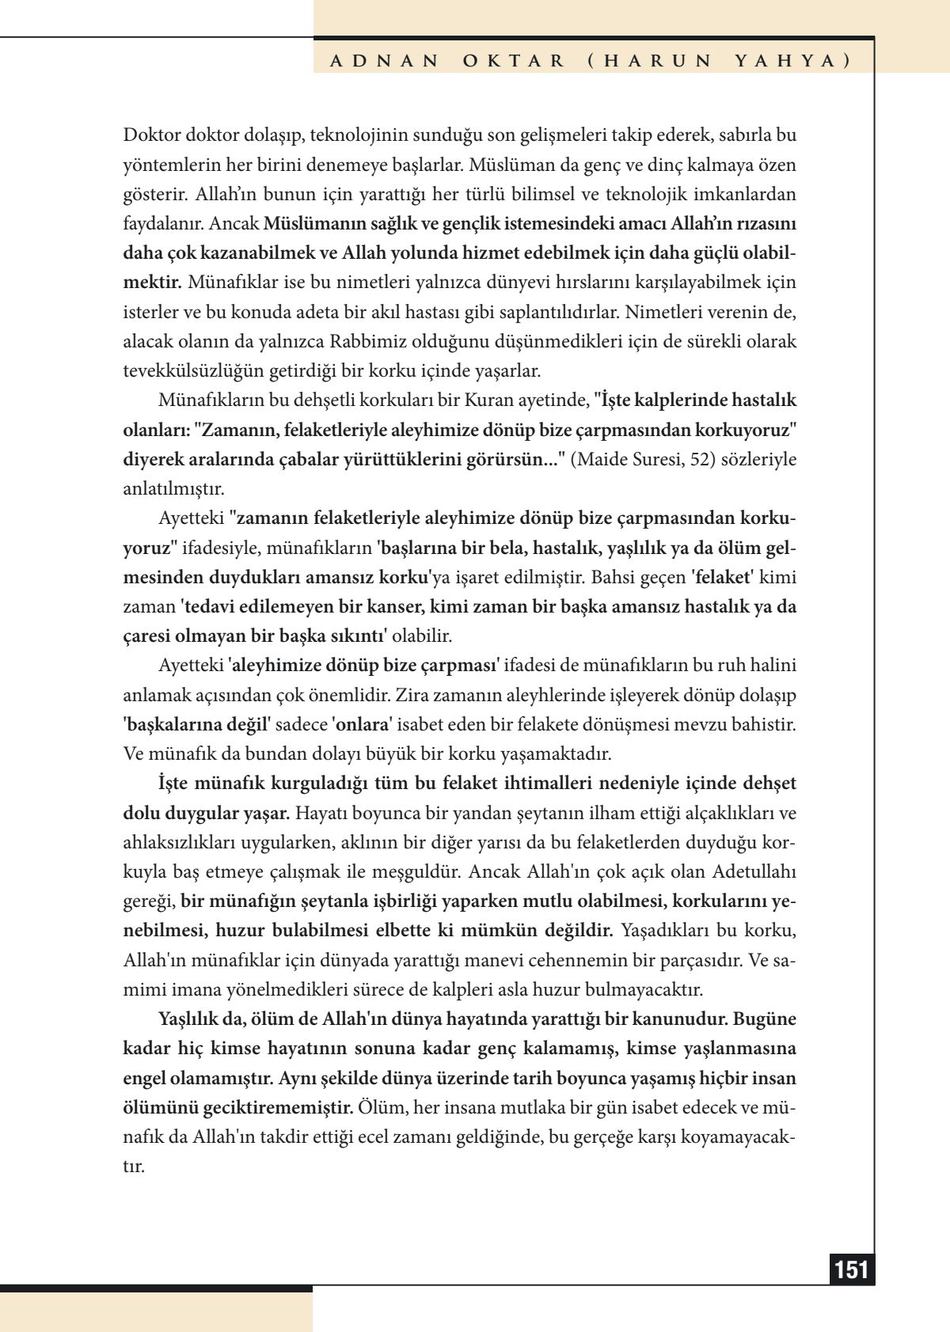 ADNAN OKTAR (HARUN YAHYA)
Doktor doktor dolaşıp, teknolojinin sunduğu son gelişmeleri takip ederek, sabırla bu
yöntemlerin her birini denemeye başlarlar. Müslüman da genç ve dinç kalmaya özen
gösterir. Allah’ın bunun için yarattığı her türlü bilimsel ve teknolojik imkanlardan
faydalanır. Ancak Müslümanın sağlık ve gençlik istemesindeki amacı Allah’ın rızasını
daha çok kazanabilmek ve Allah yolunda hizmet edebilmek için daha güçlü olabil-
mektir. Münafıklar ise bu nimetleri yalnızca dünyevi hırslarını karşılayabilmek için
isterler ve bu konuda adeta bir akıl hastası gibi saplantılıdırlar. Nimetleri verenin de,
alacak olanın da yalnızca Rabbimiz olduğunu düşünmedikleri için de sürekli olarak
tevekkülsüzlüğün getirdiği bir korku içinde yaşarlar.
Münafıkların bu dehşetli korkuları bir Kuran ayetinde, "İşte kalplerinde hastalık
olanları: "Zamanın, felaketleriyle aleyhimize dönüp bize çarpmasından korkuyoruz"
diyerek aralarında çabalar yürüttüklerini görürsün..." (Maide Suresi, 52) sözleriyle
anlatılmıştır.
Ayetteki "zamanın felaketleriyle aleyhimize dönüp bize çarpmasından korku-
yoruz" ifadesiyle, münafıkların 'başlarına bir bela, hastalık, yaşlılık ya da ölüm gel-
mesinden duydukları amansız korku'ya işaret edilmiştir. Bahsi geçen 'felaket' kimi
zaman 'tedavi edilemeyen bir kanser, kimi zaman bir başka amansız hastalık ya da
çaresi olmayan bir başka sıkıntı' olabilir.
Ayetteki 'aleyhimize dönüp bize çarpması' ifadesi de münafıkların bu ruh halini
anlamak açısından çok önemlidir. Zira zamanın aleyhlerinde işleyerek dönüp dolaşıp
'başkalarına değil' sadece 'onlara' isabet eden bir felakete dönüşmesi mevzu bahistir.
Ve münafık da bundan dolayı büyük bir korku yaşamaktadır.
İşte münafık kurguladığı tüm bu felaket ihtimalleri nedeniyle içinde dehşet
dolu duygular yaşar. Hayatı boyunca bir yandan şeytanın ilham ettiği alçaklıkları ve
ahlaksızlıkları uygularken, aklının bir diğer yarısı da bu felaketlerden duyduğu kor-
kuyla baş etmeye çalışmak ile meşguldür. Ancak Allah'ın çok açık olan Adetullahı
gereği, bir münafığın şeytanla işbirliği yaparken mutlu olabilmesi, korkularını ye-
nebilmesi, huzur bulabilmesi elbette ki mümkün değildir. Yaşadıkları bu korku,
Allah'ın münafıklar için dünyada yarattığı manevi cehennemin bir parçasıdır. Ve sa-
mimi imana yönelmedikleri sürece de kalpleri asla huzur bulmayacaktır.
Yaşlılık da, ölüm de Allah'ın dünya hayatında yarattığı bir kanunudur. Bugüne
kadar hiç kimse hayatının sonuna kadar genç kalamamış, kimse yaşlanmasına
engel olamamıştır. Aynı şekilde dünya üzerinde tarih boyunca yaşamış hiçbir insan
ölümünü geciktirememiştir. Ölüm, her insana mutlaka bir gün isabet edecek ve mü-
nafık da Allah'ın takdir ettiği ecel zamanı geldiğinde, bu gerçeğe karşı koyamayacak-
tır.
151